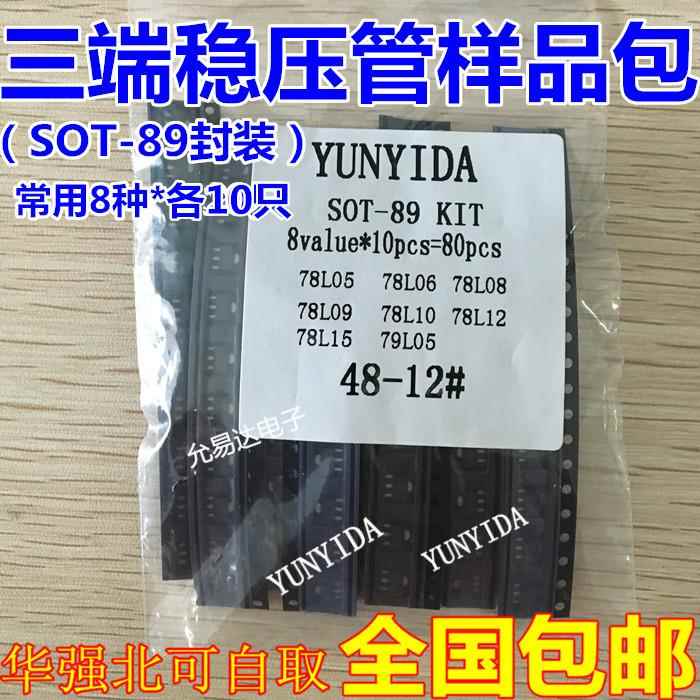 三端稳压管样品包
（SOT-89封装）
常用8种*各10只
YUNYIDA
SOT-89 KIT
8value*10pcs=80pcs
78L05 78L06 78L08
78L09 78L10 78L12
78L15 79L05
48-12#
允易达电子
YUNYIDA
YUNYIDA
华强北可自取
全国包邮